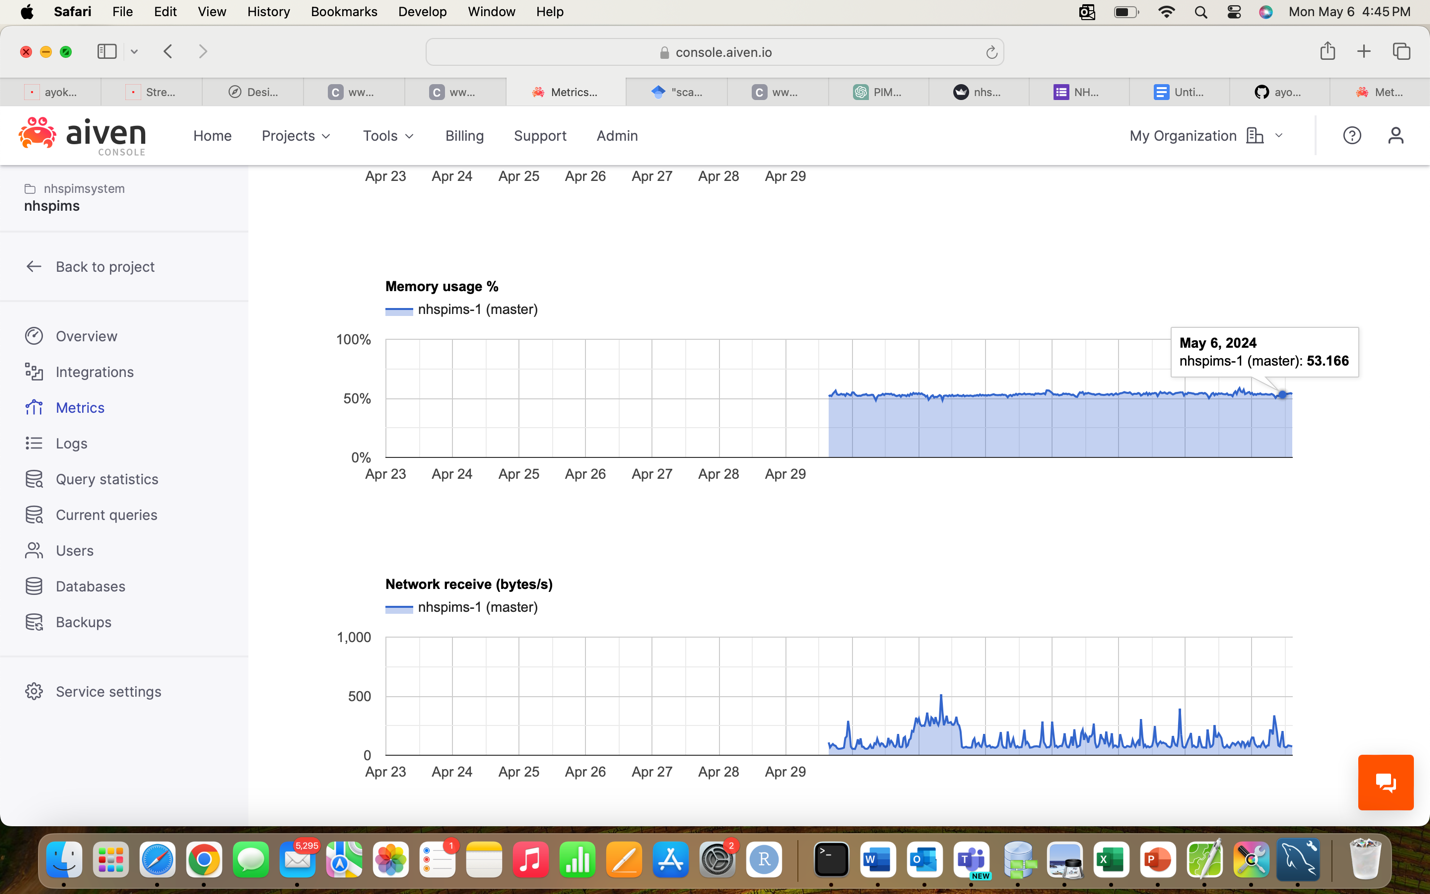 Safari File Edit View History Bookmarks Develop Window Help Mon May 6 4:45 PM
console.aiven.io
ayok... Stre... Desi... C ww... C ww... Metrics... "sca... C ww... PIM... nhs... NH... Unti... ayo... Met...
aiven
CONSOLE
Home Projects Tools Billing Support Admin My Organization
nhspimsystem
nhspims
Back to project
Overview
Integrations
Metrics
Logs
Query statistics
Current queries
Users
Databases
Backups
Service settings
Apr 23 Apr 24 Apr 25 Apr 26 Apr 27 Apr 28 Apr 29
Memory usage %
nhspims-1 (master)
100%
50%
0%
May 6, 2024
nhspims-1 (master): 53.166
Apr 23 Apr 24 Apr 25 Apr 26 Apr 27 Apr 28 Apr 29
Network receive (bytes/s)
nhspims-1 (master)
1,000
500
0
Apr 23 Apr 24 Apr 25 Apr 26 Apr 27 Apr 28 Apr 29
5,295 1 2 R W O T NEW X P